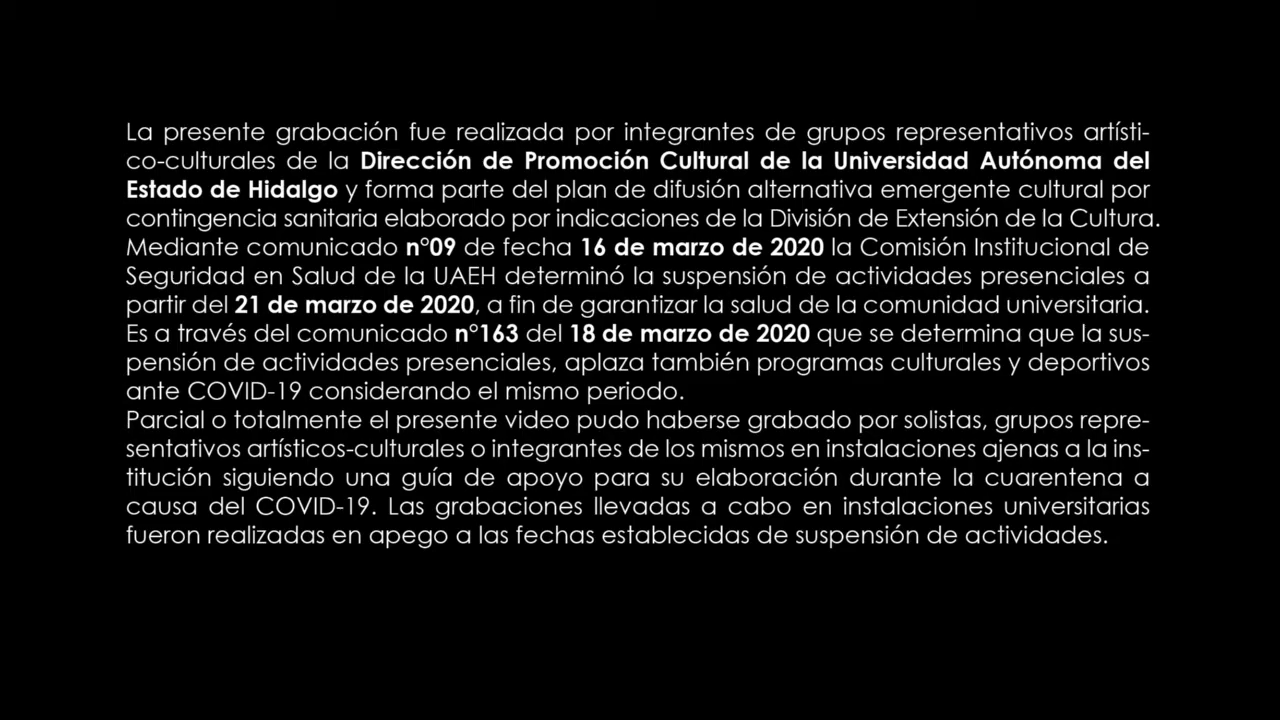 La presente grabación fue realizada por integrantes de grupos representativos artísti-
co-culturales de la Dirección de Promoción Cultural de la Universidad Autónoma del
Estado de Hidalgo y forma parte del plan de difusión alternativa emergente cultural por
contingencia sanitaria elaborado por indicaciones de la División de Extensión de la Cultura.
Mediante comunicado n°09 de fecha 16 de marzo de 2020 la Comisión Institucional de
Seguridad en Salud de la UAEH determinó la suspensión de actividades presenciales a
partir del 21 de marzo de 2020, a fin de garantizar la salud de la comunidad universitaria.
Es a través del comunicado n°163 del 18 de marzo de 2020 que se determina que la sus-
pensión de actividades presenciales, aplaza también programas culturales y deportivos
ante COVID-19 considerando el mismo periodo.
Parcial o totalmente el presente video pudo haberse grabado por solistas, grupos repre-
sentativos artísticos-culturales o integrantes de los mismos en instalaciones ajenas a la ins-
titución siguiendo una guía de apoyo para su elaboración durante la cuarentena a
causa del COVID-19. Las grabaciones llevadas a cabo en instalaciones universitarias
fueron realizadas en apego a las fechas establecidas de suspensión de actividades.